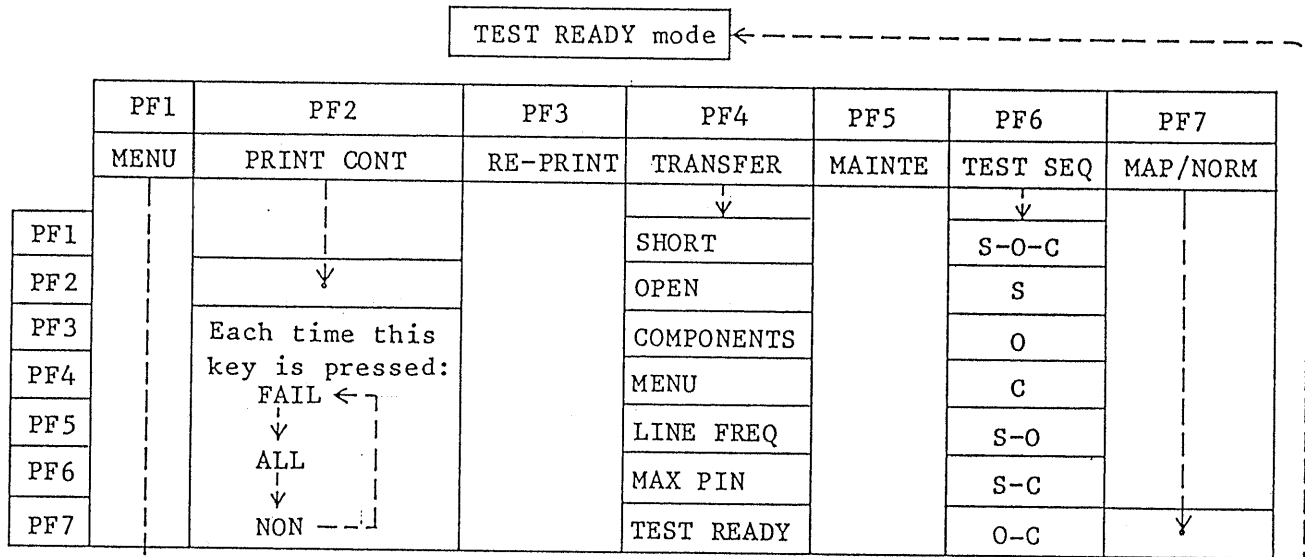 TEST READY mode
PF1 PF2 PF3 PF4 PF5 PF6 PF7
MENU PRINT CONT RE-PRINT TRANSFER MAINTE TEST SEQ MAP/NORM
PF1 SHORT S-O-C
PF2 OPEN S
PF3 Each time this COMPONENTS O
PF4 key is pressed: MENU C
FAIL
PF5 LINE FREQ S-O
ALL
PF6 MAX PIN S-C
PF7 NON TEST READY O-C